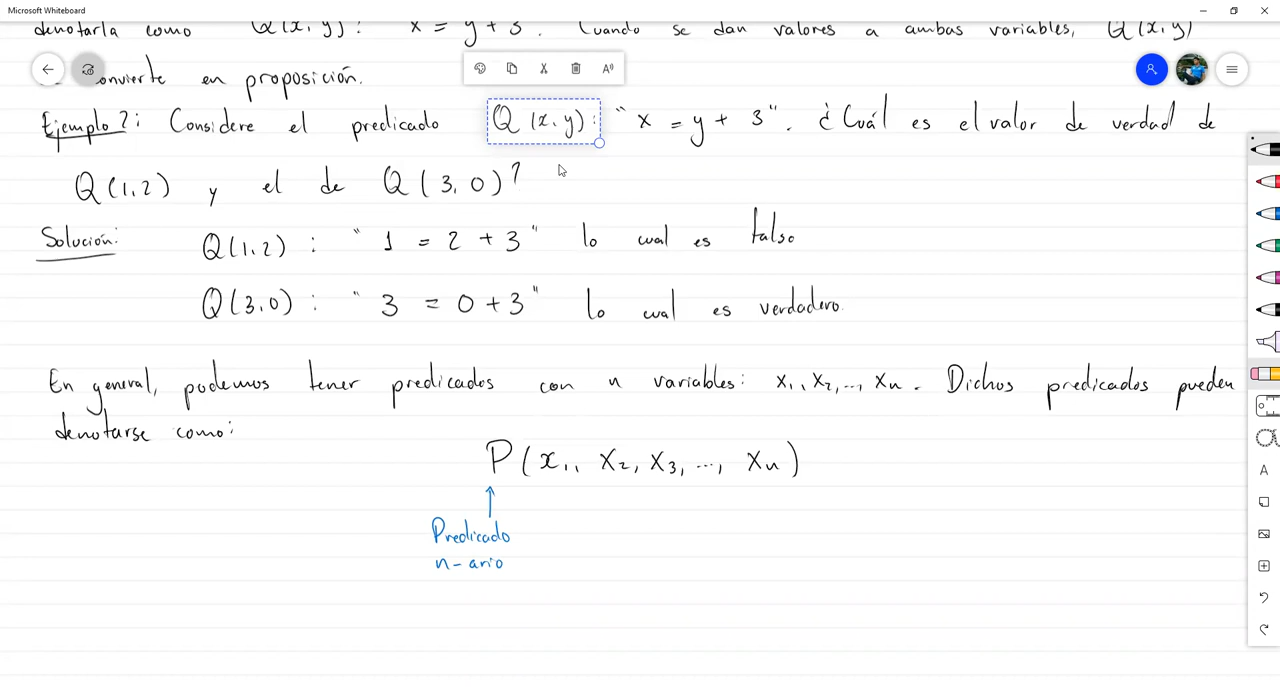 Microsoft Whiteboard
denotarla como Q(x,y): x = y + 3. Cuando se dan valores a ambas variables, Q(x,y)
convierte en proposición.
Ejemplo 2: Considere el predicado Q(x,y): "x = y + 3". ¿Cuál es el valor de verdad de
Q(1,2) y el de Q(3,0)?
Solución: Q(1,2): "1 = 2 + 3" lo cual es falso
Q(3,0): "3 = 0 + 3" lo cual es verdadero.
En general, podemos tener predicados con n variables: x₁, x₂, ..., xₙ. Dichos predicados pueden
denotarse como:
P(x₁, x₂, x₃, ..., xₙ)
Predicado
n-ario